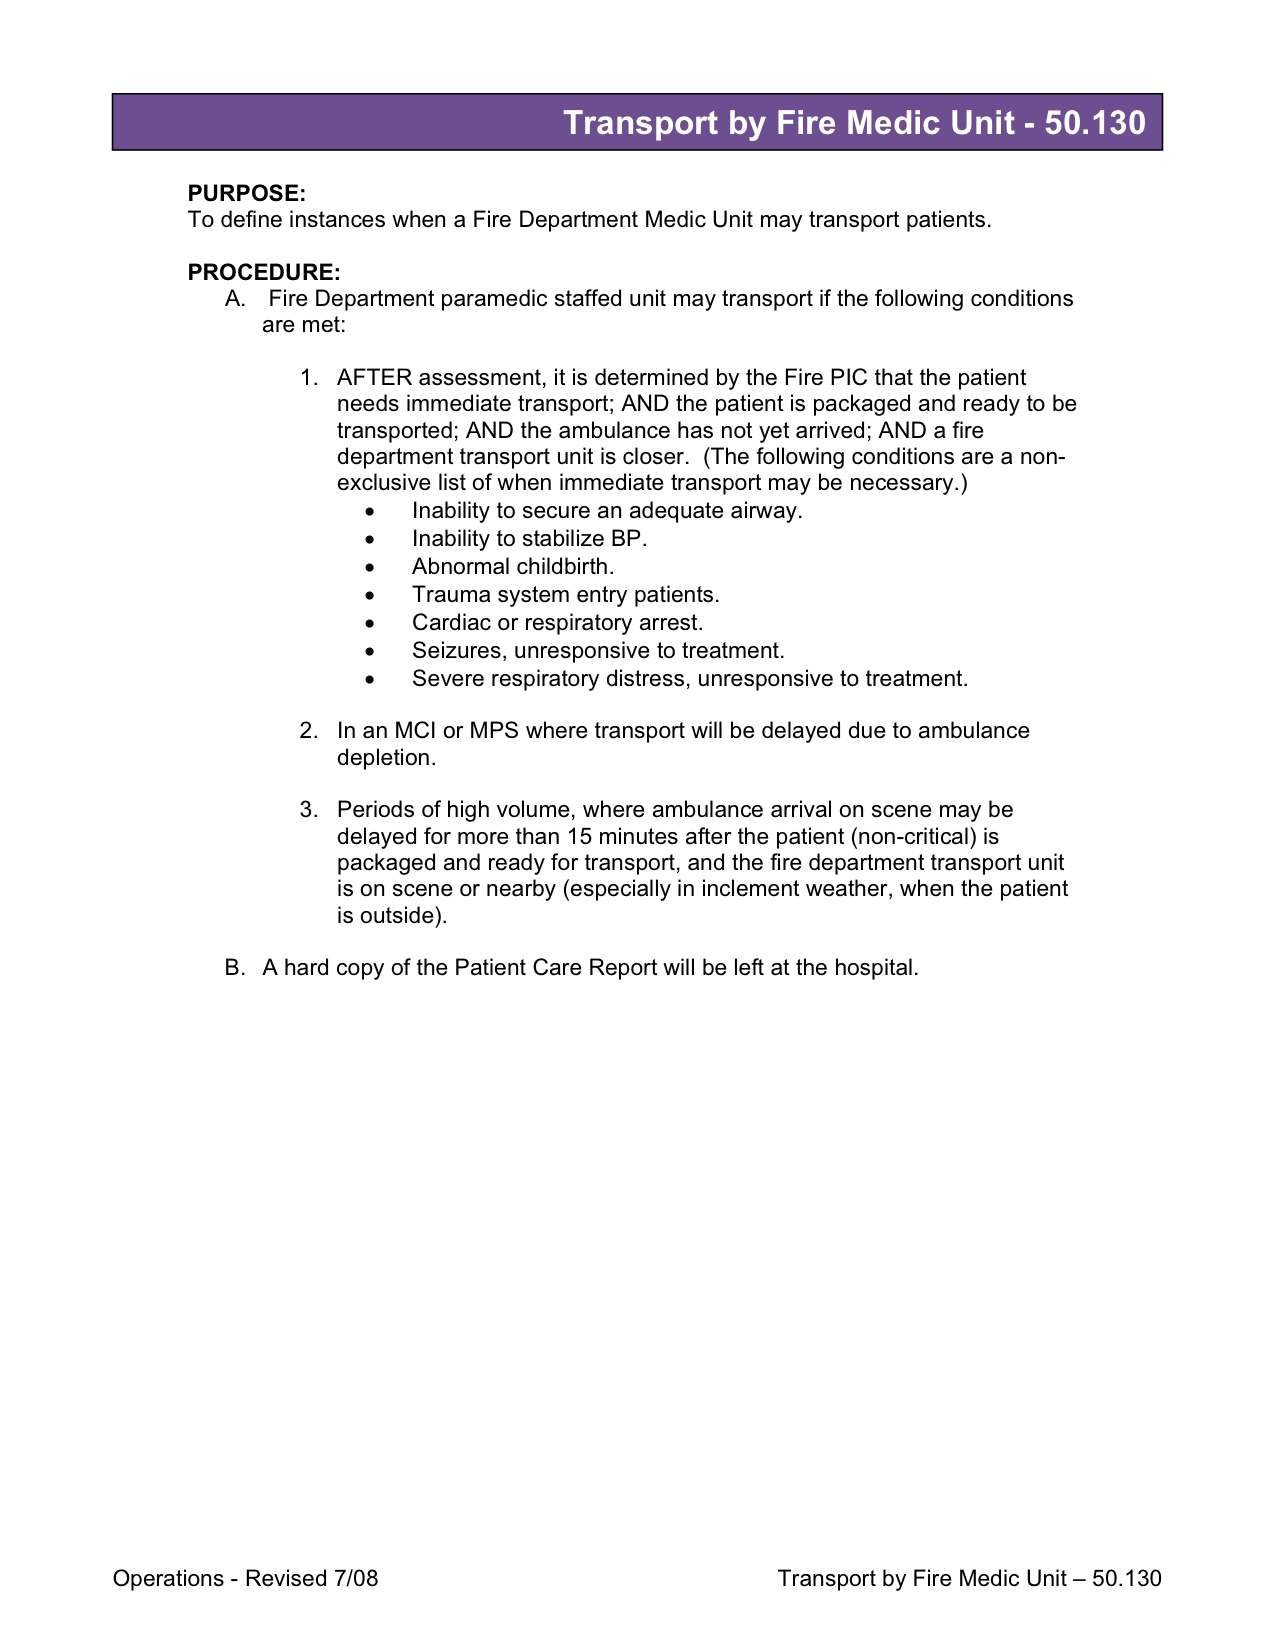 Transport by Fire Medic Unit - 50.130
PURPOSE:
To define instances when a Fire Department Medic Unit may transport patients.
PROCEDURE:
A. Fire Department paramedic staffed unit may transport if the following conditions
are met:
1. AFTER assessment, it is determined by the Fire PIC that the patient
needs immediate transport; AND the patient is packaged and ready to be
transported; AND the ambulance has not yet arrived; AND a fire
department transport unit is closer. (The following conditions are a non-
exclusive list of when immediate transport may be necessary.)
• Inability to secure an adequate airway.
• Inability to stabilize BP.
• Abnormal childbirth.
• Trauma system entry patients.
• Cardiac or respiratory arrest.
• Seizures, unresponsive to treatment.
• Severe respiratory distress, unresponsive to treatment.
2. In an MCI or MPS where transport will be delayed due to ambulance
depletion.
3. Periods of high volume, where ambulance arrival on scene may be
delayed for more than 15 minutes after the patient (non-critical) is
packaged and ready for transport, and the fire department transport unit
is on scene or nearby (especially in inclement weather, when the patient
is outside).
B. A hard copy of the Patient Care Report will be left at the hospital.
Operations - Revised 7/08 Transport by Fire Medic Unit – 50.130